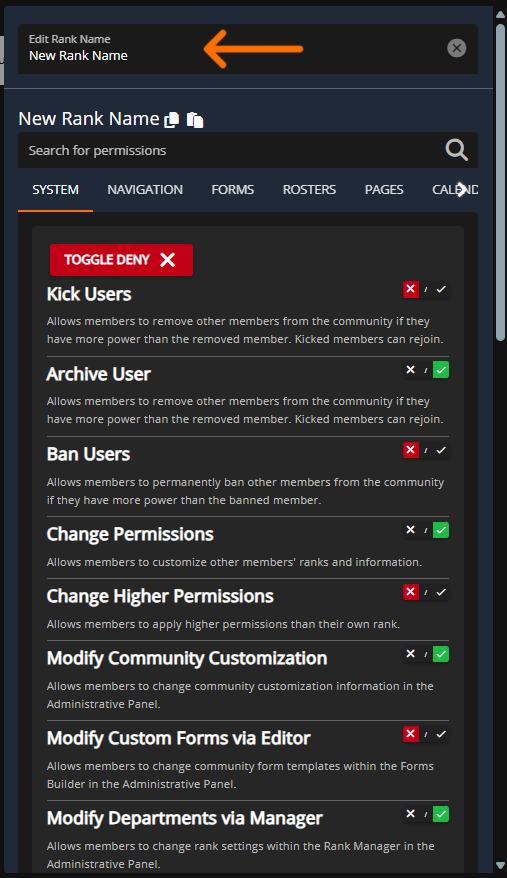 Edit Rank Name
New Rank Name
New Rank Name
Search for permissions
SYSTEM NAVIGATION FORMS ROSTERS PAGES CALEND
TOGGLE DENY
Kick Users
/
Allows members to remove other members from the community if they
have more power than the removed member. Kicked members can rejoin.
Archive User
/
Allows members to remove other members from the community if they
have more power than the removed member. Kicked members can rejoin.
Ban Users
/
Allows members to permanently ban other members from the community
if they have more power than the banned member.
Change Permissions
/
Allows members to customize other members' ranks and information.
Change Higher Permissions
/
Allows members to apply higher permissions than their own rank.
Modify Community Customization
/
Allows members to change community customization information in the
Administrative Panel.
Modify Custom Forms via Editor
/
Allows members to change community form templates within the Forms
Builder in the Administrative Panel.
Modify Departments via Manager
/
Allows members to change rank settings within the Rank Manager in the
Administrative Panel.